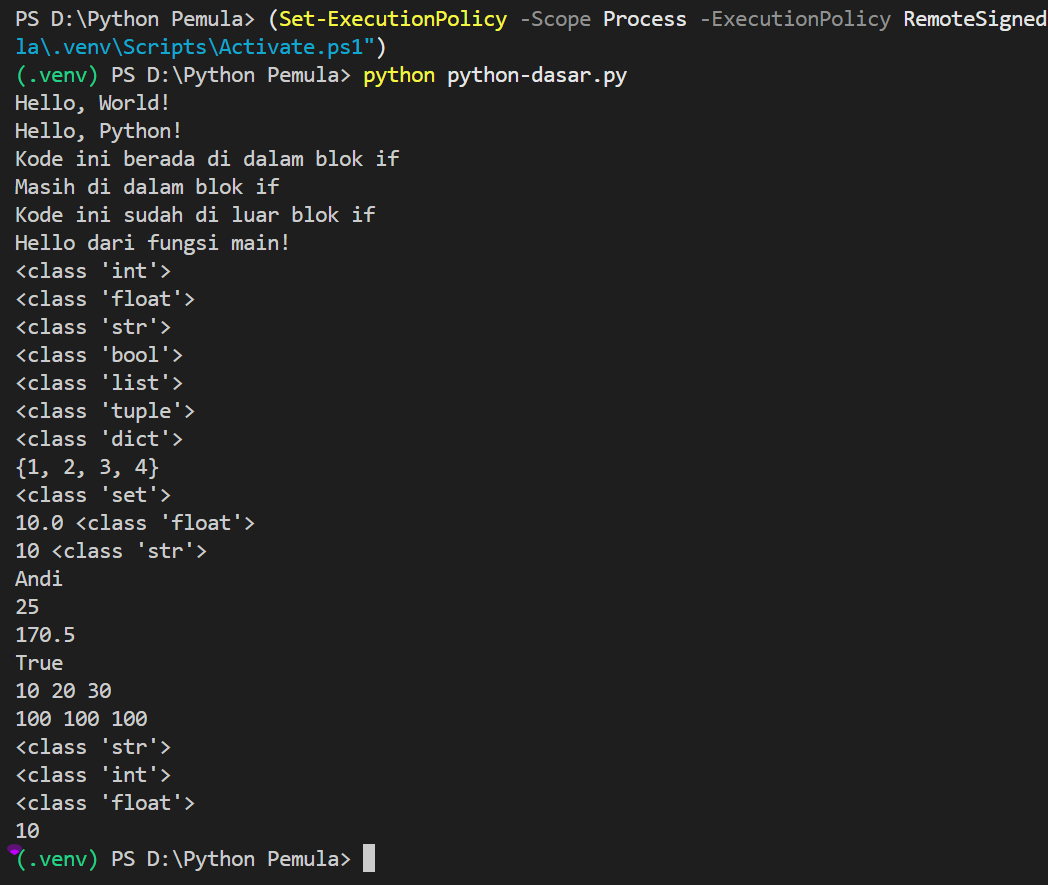 PS D:\Python Pemula> (Set-ExecutionPolicy -Scope Process -ExecutionPolicy RemoteSigned
la\.venv\Scripts\Activate.ps1")
(.venv) PS D:\Python Pemula> python python-dasar.py
Hello, World!
Hello, Python!
Kode ini berada di dalam blok if
Masih di dalam blok if
Kode ini sudah di luar blok if
Hello dari fungsi main!
<class 'int'>
<class 'float'>
<class 'str'>
<class 'bool'>
<class 'list'>
<class 'tuple'>
<class 'dict'>
{1, 2, 3, 4}
<class 'set'>
10.0 <class 'float'>
10 <class 'str'>
Andi
25
170.5
True
10 20 30
100 100 100
<class 'str'>
<class 'int'>
<class 'float'>
10
(.venv) PS D:\Python Pemula>